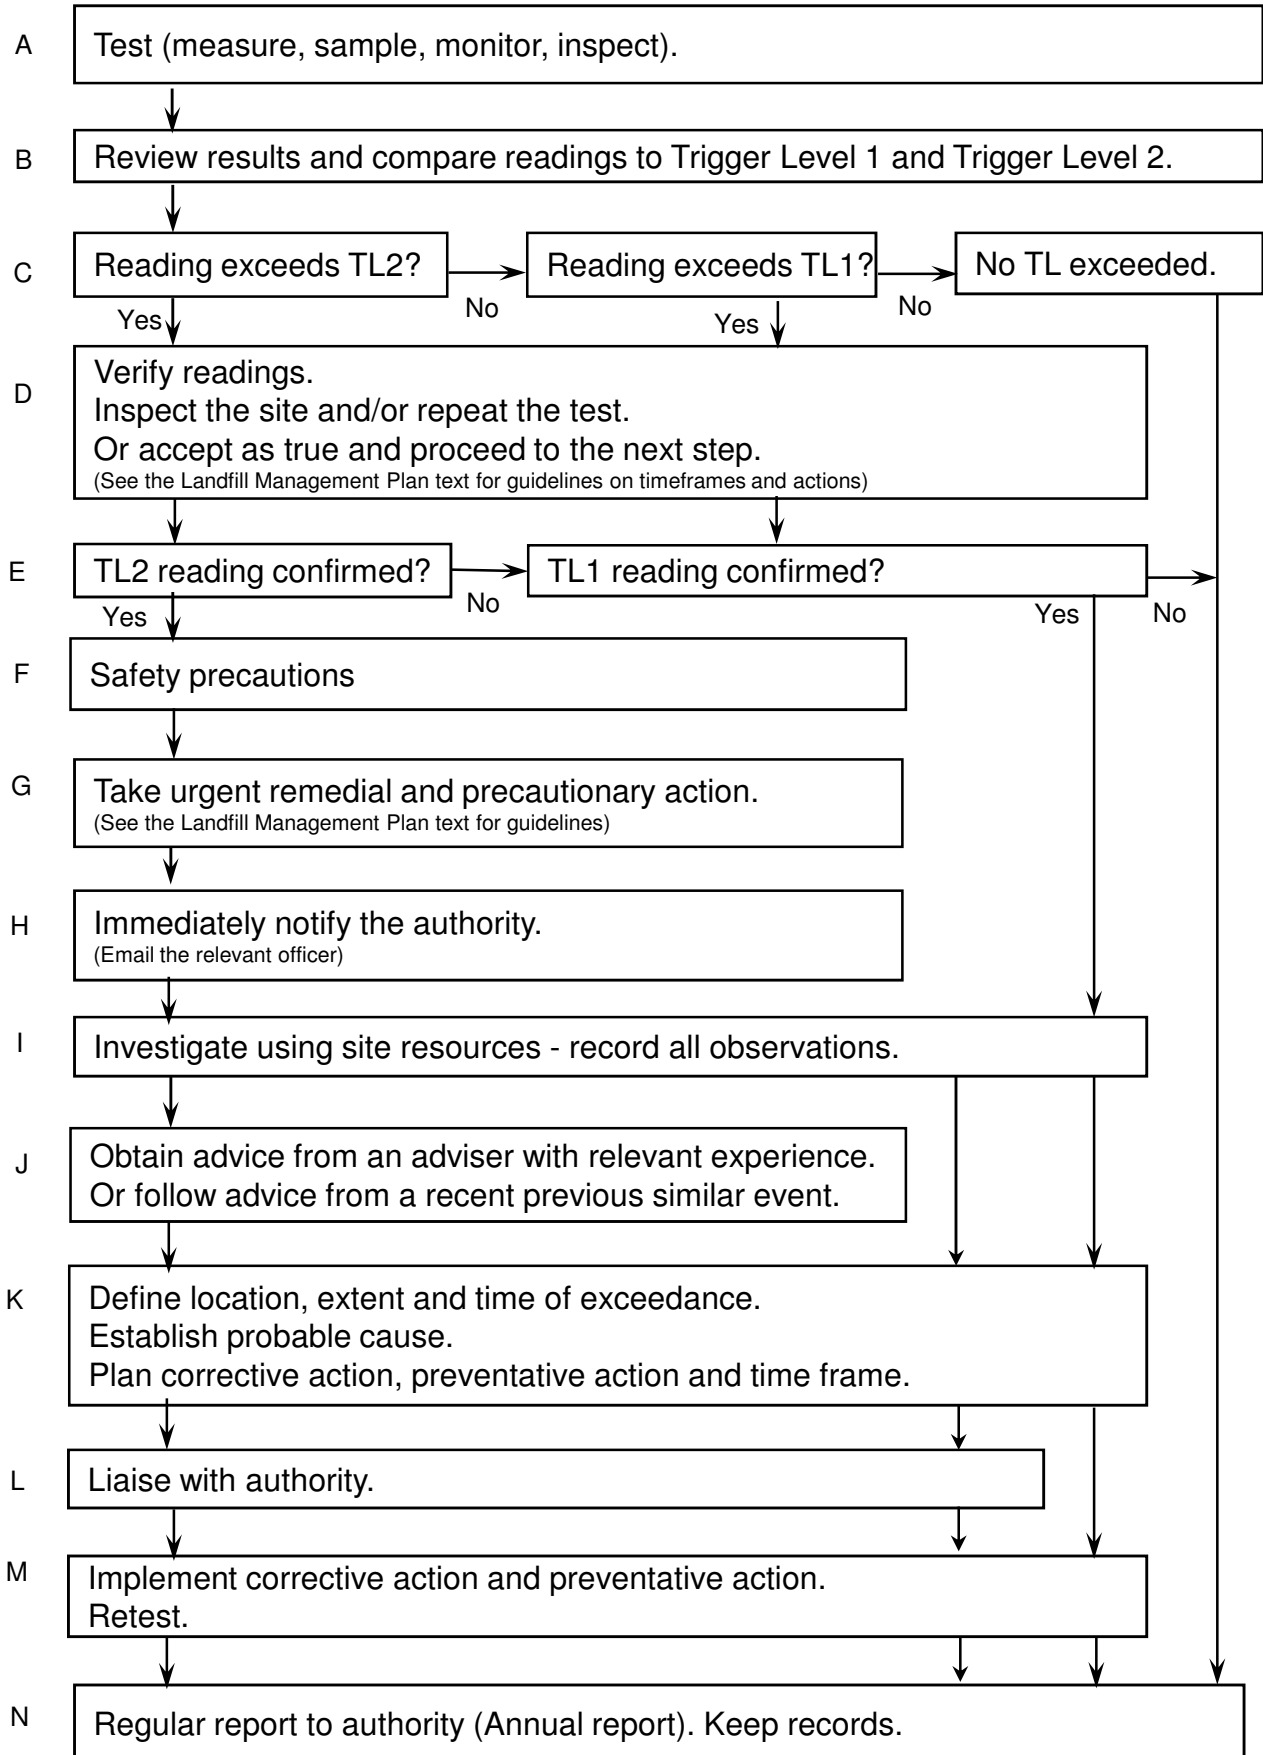 A
Test (measure, sample, monitor, inspect).
B
Review results and compare readings to Trigger Level 1 and Trigger Level 2.
C
Reading exceeds TL2?
Reading exceeds TL1?
No TL exceeded.
No
No
Yes
Yes
D
Verify readings.
Inspect the site and/or repeat the test.
Or accept as true and proceed to the next step.
(See the Landfill Management Plan text for guidelines on timeframes and actions)
E
TL2 reading confirmed?
TL1 reading confirmed?
Yes
No
Yes
No
F
Safety precautions
G
Take urgent remedial and precautionary action.
(See the Landfill Management Plan text for guidelines)
H
Immediately notify the authority.
(Email the relevant officer)
I
Investigate using site resources - record all observations.
J
Obtain advice from an adviser with relevant experience.
Or follow advice from a recent previous similar event.
K
Define location, extent and time of exceedance.
Establish probable cause.
Plan corrective action, preventative action and time frame.
L
Liaise with authority.
M
Implement corrective action and preventative action.
Retest.
N
Regular report to authority (Annual report). Keep records.